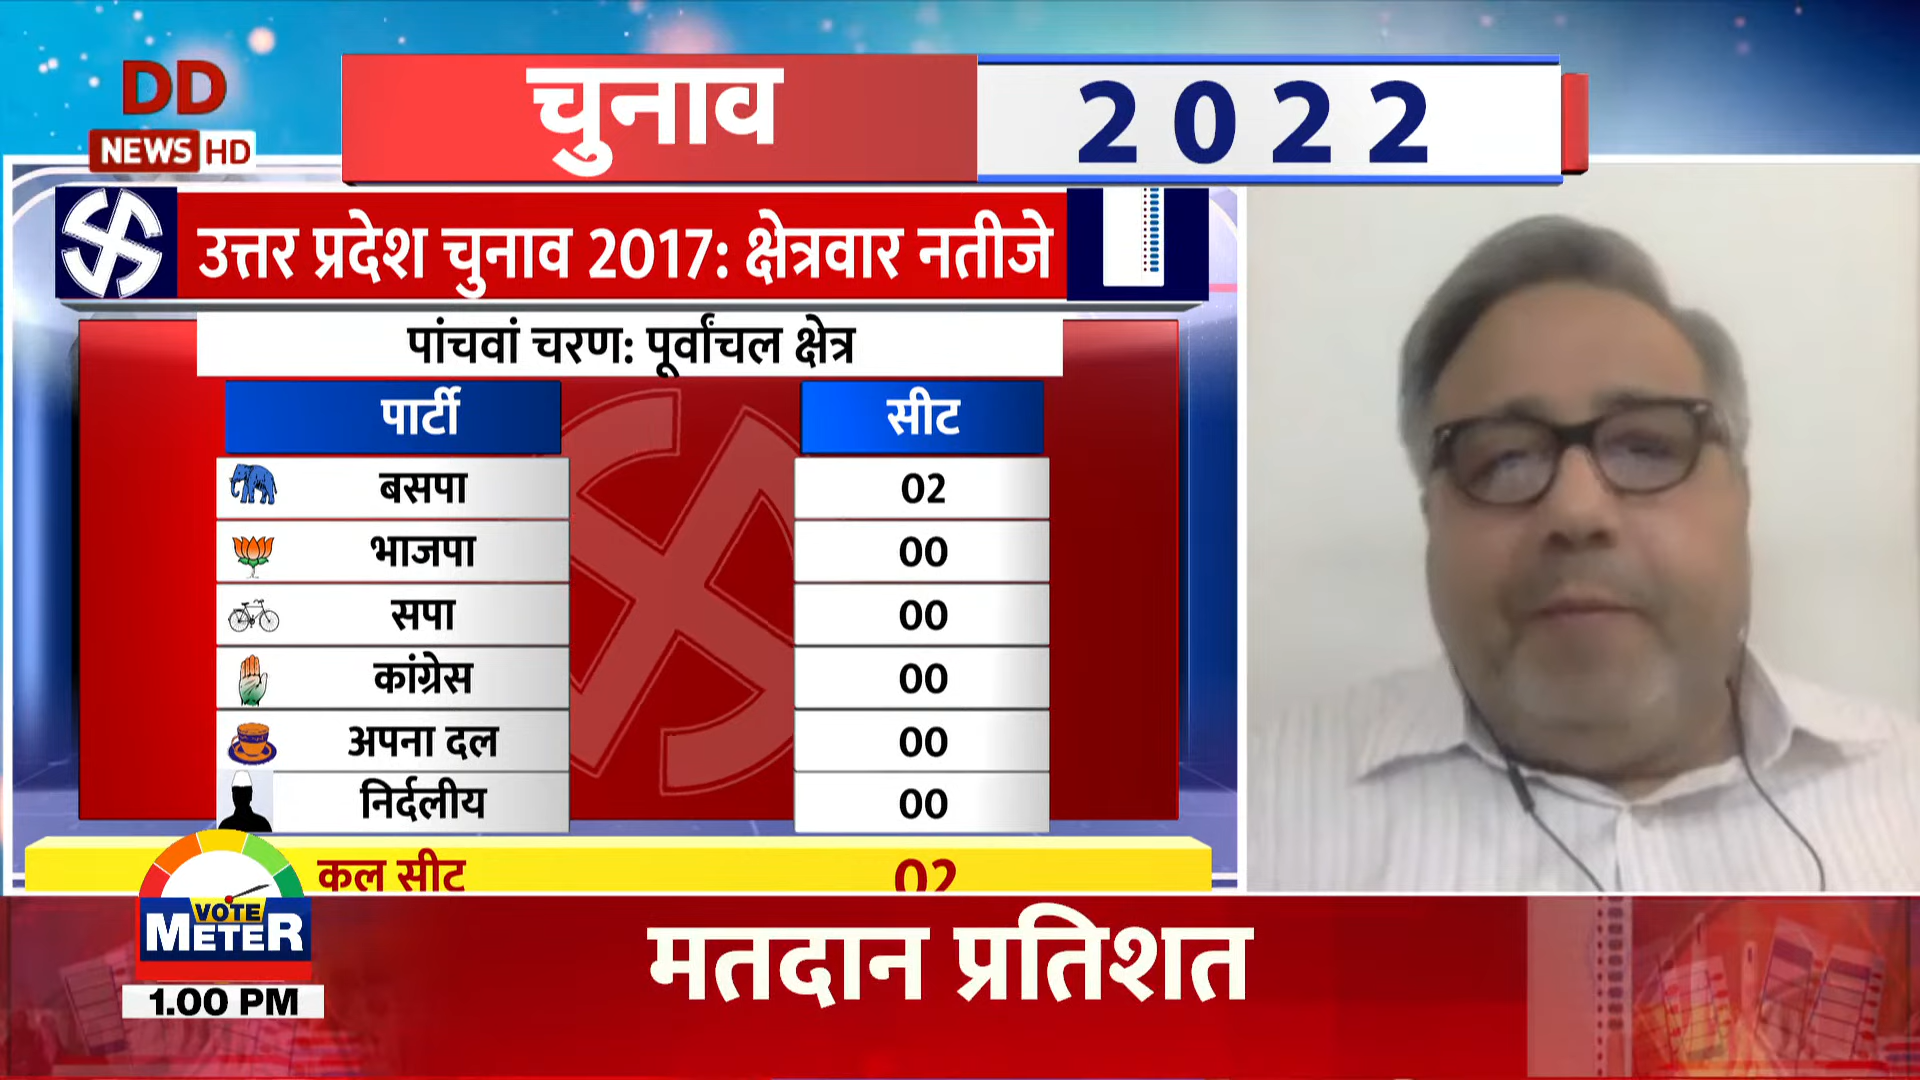 DD
NEWS HD
चुनाव 2022
उत्तर प्रदेश चुनाव 2017: क्षेत्रवार नतीजे
पांचवां चरण: पूर्वांचल क्षेत्र
पार्टी सीट
बसपा 02
भाजपा 00
सपा 00
कांग्रेस 00
अपना दल 00
निर्दलीय 00
कुल सीट 02
VOTE
METER
1.00 PM
मतदान प्रतिशत